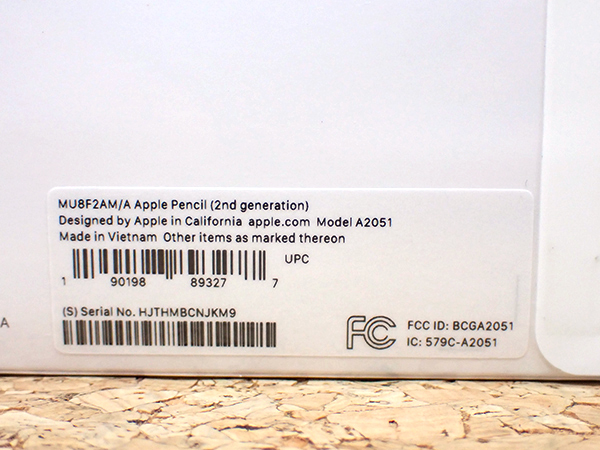 MU8F2AM/A Apple Pencil (2nd generation)
Designed by Apple in California apple.com Model A2051
Made in Vietnam Other items as marked thereon
UPC
1 90198 89327 7
(S) Serial No. HJTHMBCNJKM9
FC FCC ID: BCGA2051
IC: 579C-A2051
A